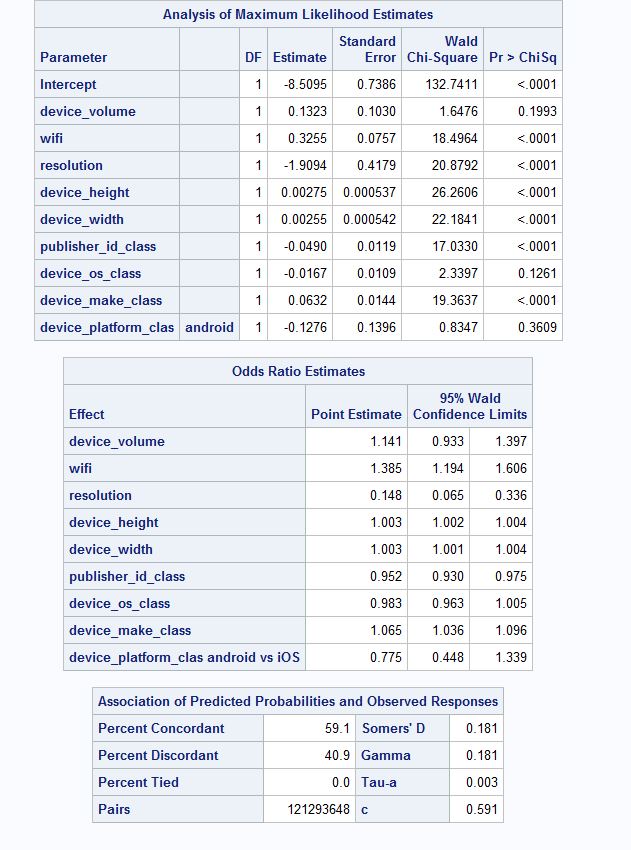 Analysis of Maximum Likelihood Estimates
Parameter DF Estimate Standard Error Wald Chi-Square Pr > ChiSq
Intercept 1 -8.5095 0.7386 132.7411 <.0001
device_volume 1 0.1323 0.1030 1.6476 0.1993
wifi 1 0.3255 0.0757 18.4964 <.0001
resolution 1 -1.9094 0.4179 20.8792 <.0001
device_height 1 0.00275 0.000537 26.2606 <.0001
device_width 1 0.00255 0.000542 22.1841 <.0001
publisher_id_class 1 -0.0490 0.0119 17.0330 <.0001
device_os_class 1 -0.0167 0.0109 2.3397 0.1261
device_make_class 1 0.0632 0.0144 19.3637 <.0001
device_platform_clas android 1 -0.1276 0.1396 0.8347 0.3609
Odds Ratio Estimates
Effect Point Estimate 95% Wald Confidence Limits
device_volume 1.141 0.933 1.397
wifi 1.385 1.194 1.606
resolution 0.148 0.065 0.336
device_height 1.003 1.002 1.004
device_width 1.003 1.001 1.004
publisher_id_class 0.952 0.930 0.975
device_os_class 0.983 0.963 1.005
device_make_class 1.065 1.036 1.096
device_platform_clas android vs iOS 0.775 0.448 1.339
Association of Predicted Probabilities and Observed Responses
Percent Concordant 59.1 Somers' D 0.181
Percent Discordant 40.9 Gamma 0.181
Percent Tied 0.0 Tau-a 0.003
Pairs 121293648 c 0.591